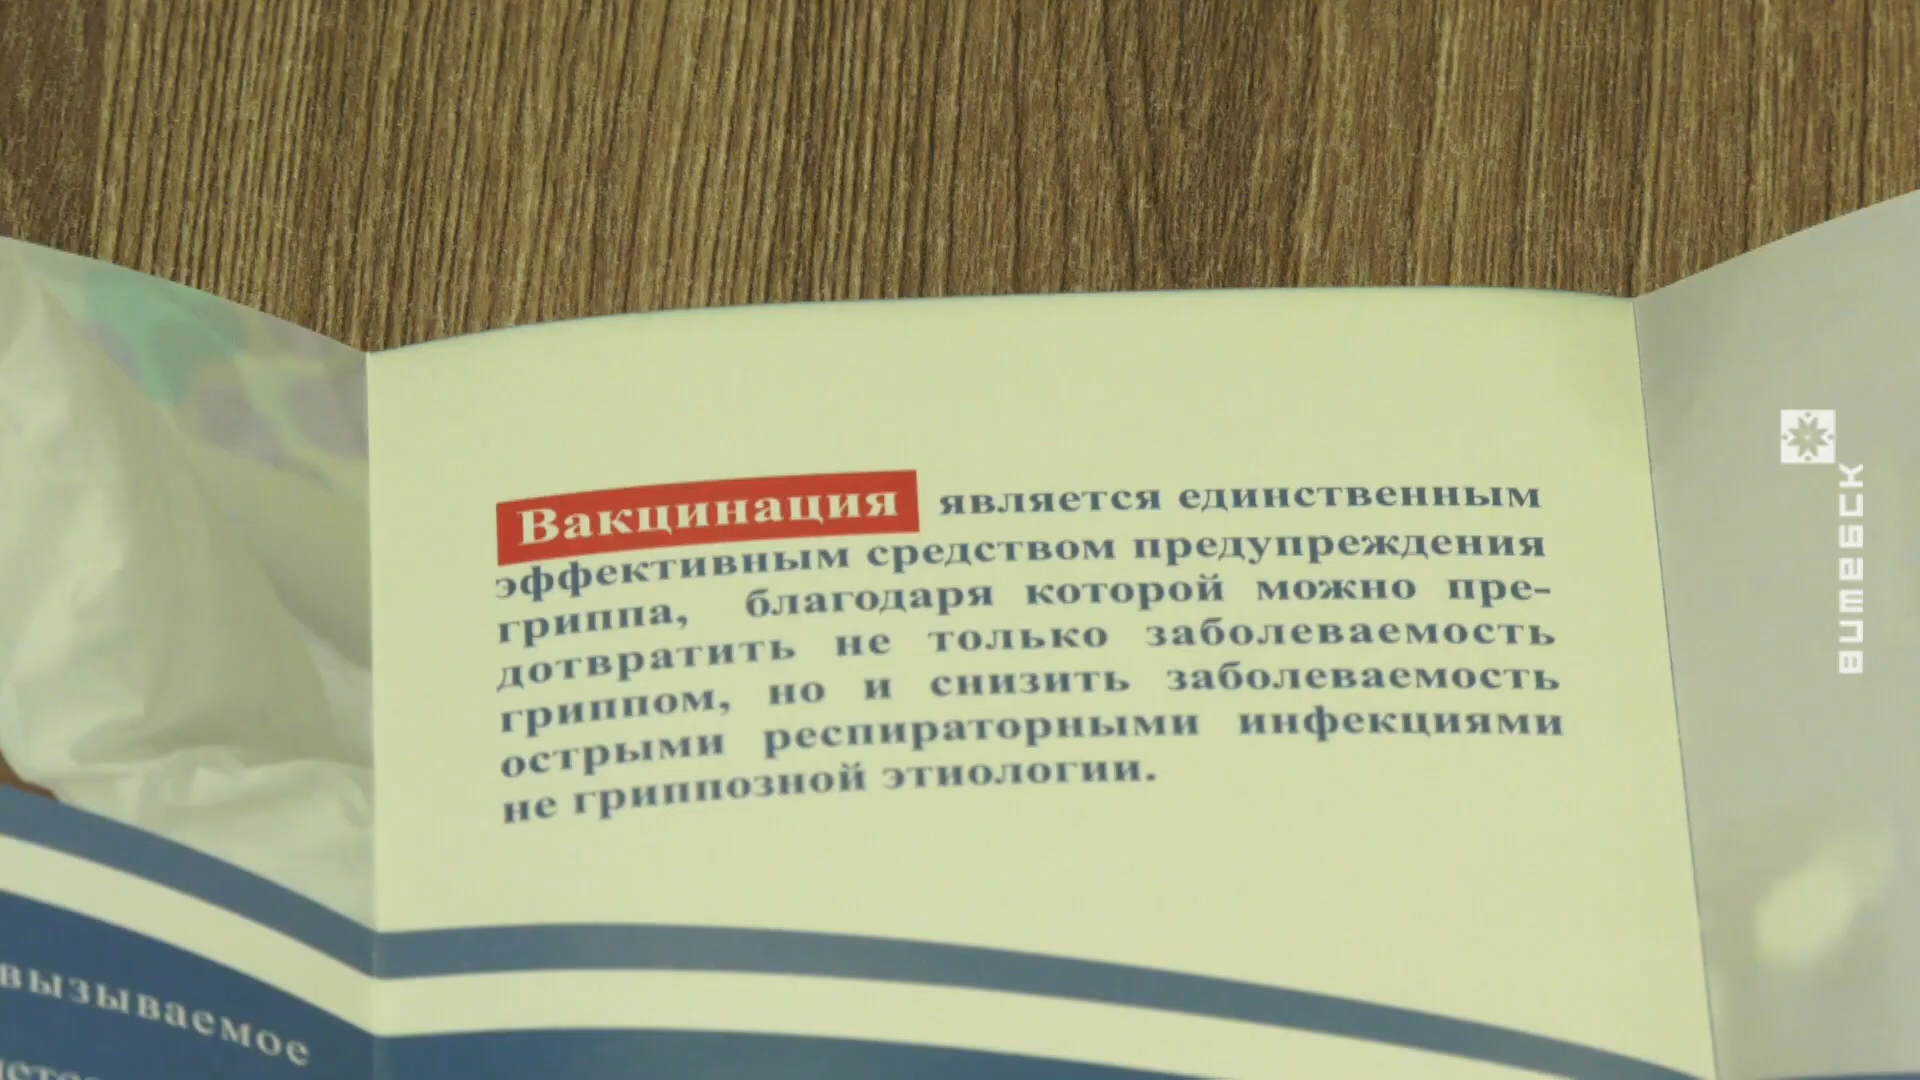 Вакцинация является единственным
эффективным средством предупреждения
гриппа, благодаря которой можно пре-
дотвратить не только заболеваемость
гриппом, но и снизить заболеваемость
острыми респираторными инфекциями
не гриппозной этиологии.
вызываемое
витебск